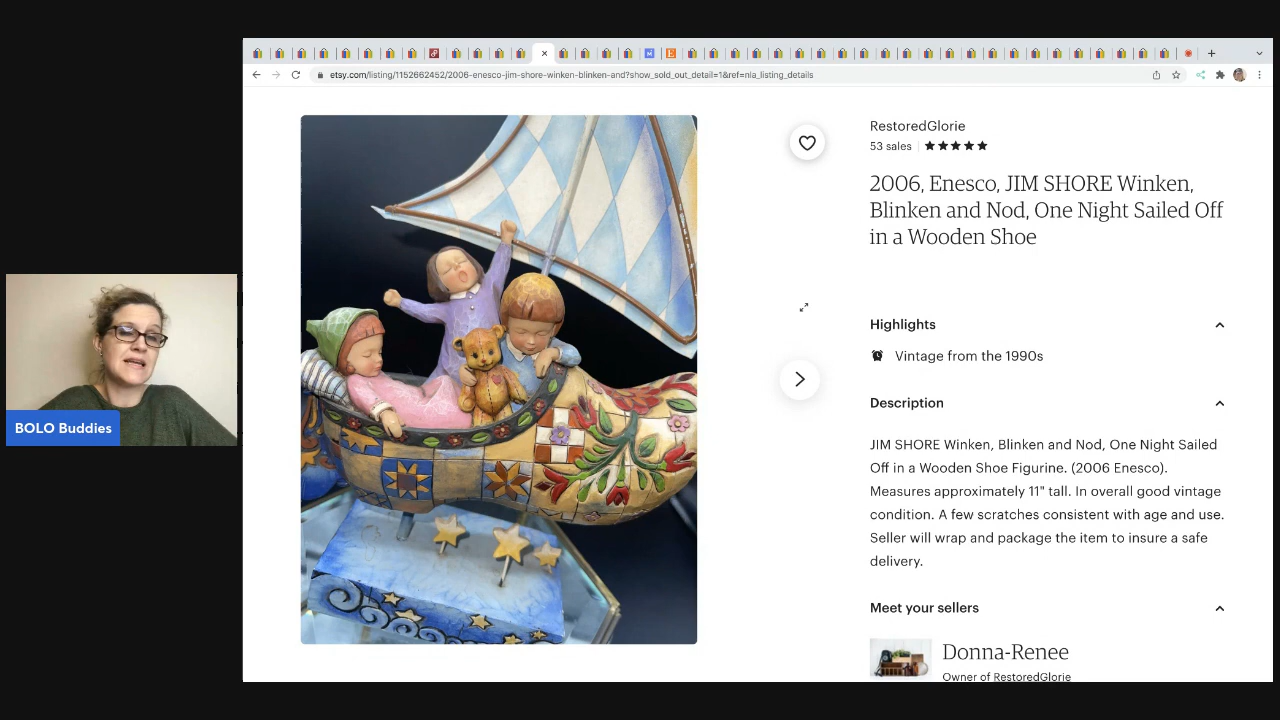 etsy.com/listing/1152662452/2006-enesco-jim-shore-winken-blinken-and?show_sold_out_detail=1&ref=nla_listing_details
RestoredGlorie
53 sales
2006, Enesco, JIM SHORE Winken,
Blinken and Nod, One Night Sailed Off
in a Wooden Shoe
Highlights
Vintage from the 1990s
Description
JIM SHORE Winken, Blinken and Nod, One Night Sailed
Off in a Wooden Shoe Figurine. (2006 Enesco).
Measures approximately 11" tall. In overall good vintage
condition. A few scratches consistent with age and use.
Seller will wrap and package the item to insure a safe
delivery.
Meet your sellers
Donna-Renee
Owner of RestoredGlorie
BOLO Buddies